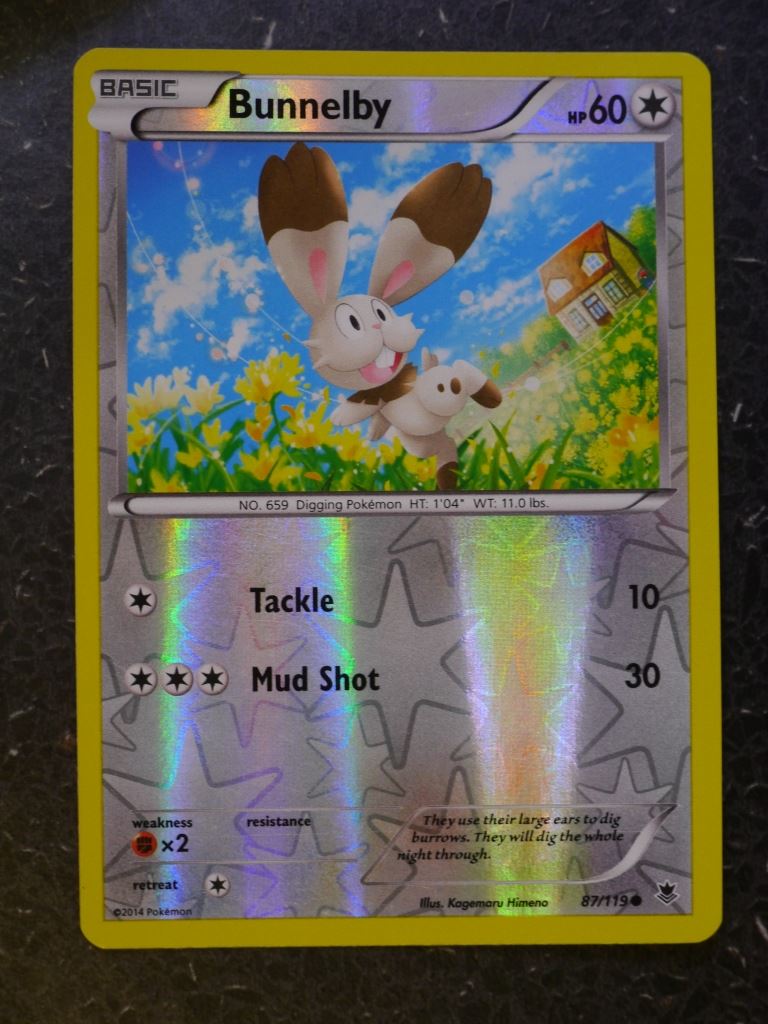 BASIC
Bunnelby
HP60
NO. 659 Digging Pokémon HT: 1'04" WT: 11.0 lbs.
Tackle 10
Mud Shot 30
weakness resistance
×2
They use their large ears to dig
burrows. They will dig the whole
night through.
retreat
Illus. Kagemaru Himeno 87/119
©2014 Pokémon